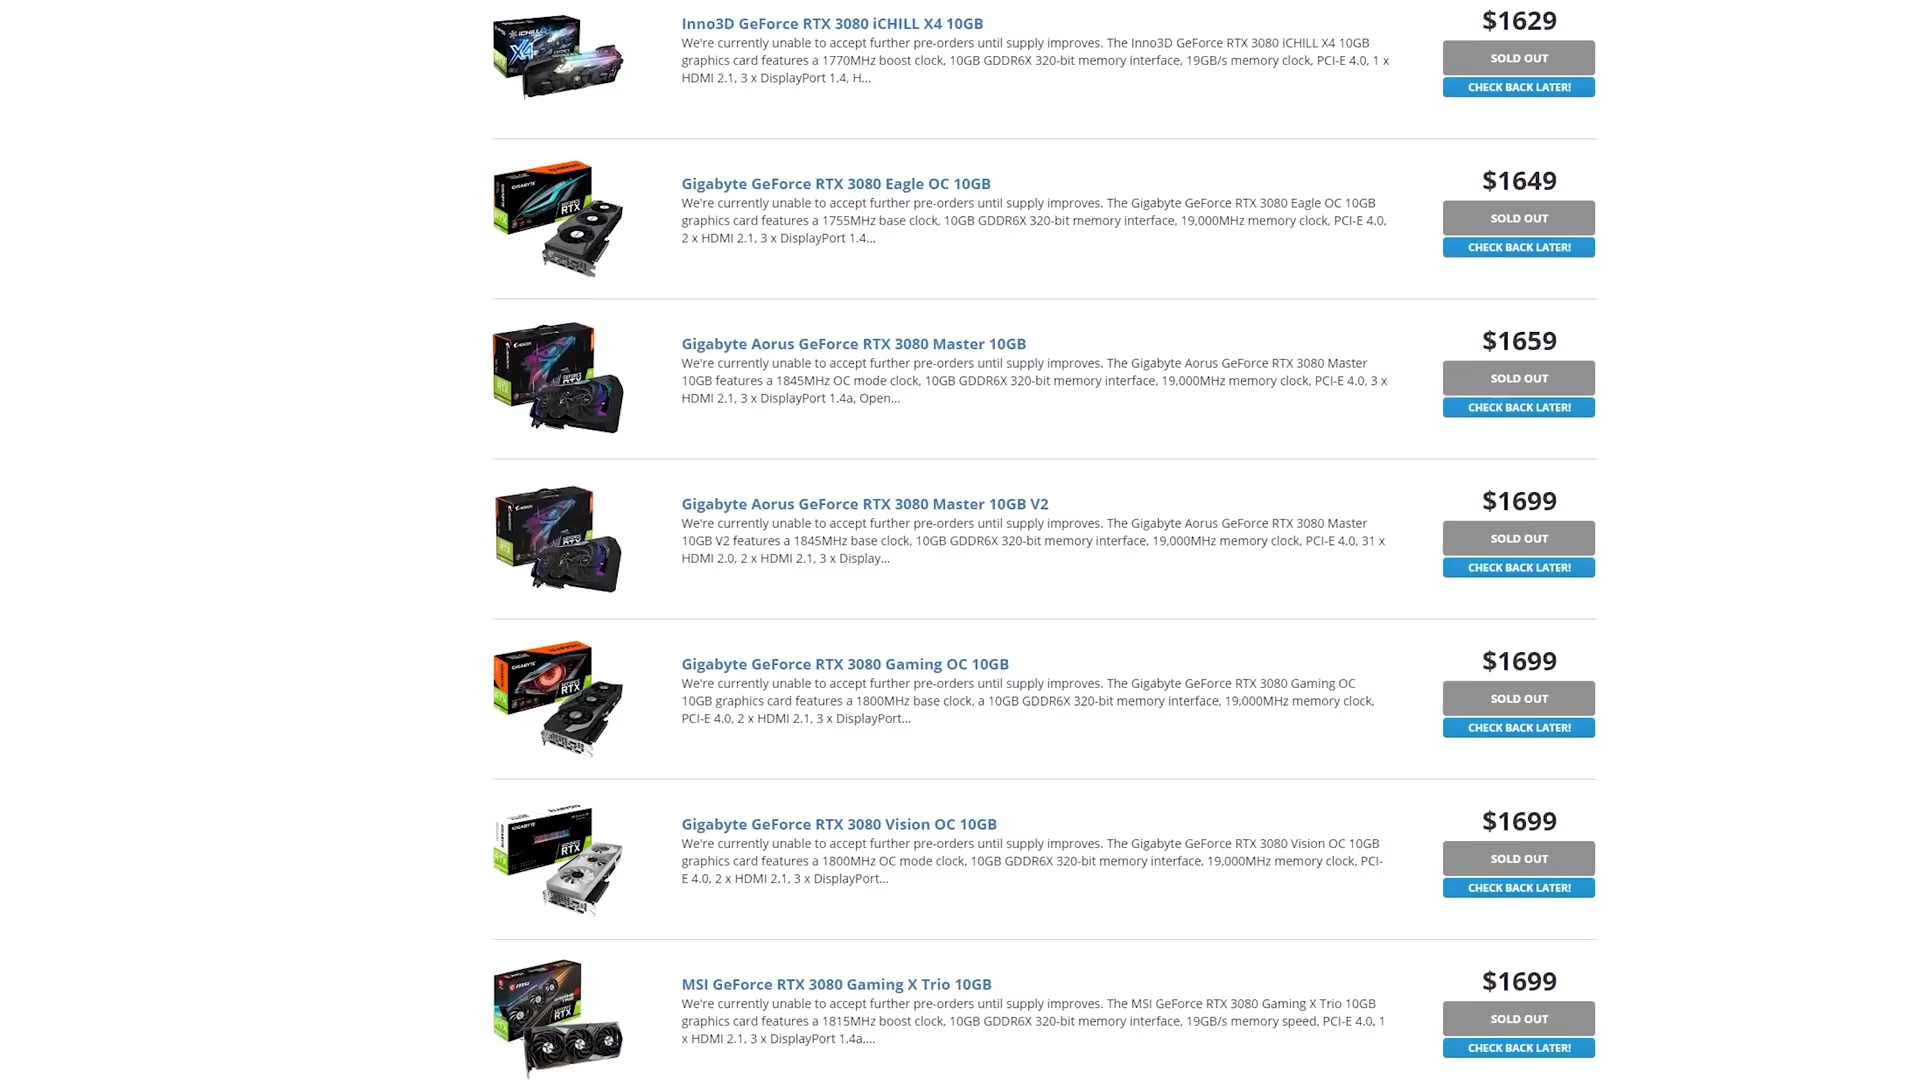 Inno3D GeForce RTX 3080 iCHILL X4 10GB
We're currently unable to accept further pre-orders until supply improves. The Inno3D GeForce RTX 3080 iCHILL X4 10GB
graphics card features a 1770MHz boost clock, 10GB GDDR6X 320-bit memory interface, 19GB/s memory clock, PCI-E 4.0, 1 x
HDMI 2.1, 3 x DisplayPort 1.4, H...
$1629
SOLD OUT
CHECK BACK LATER!
Gigabyte GeForce RTX 3080 Eagle OC 10GB
We're currently unable to accept further pre-orders until supply improves. The Gigabyte GeForce RTX 3080 Eagle OC 10GB
graphics card features a 1755MHz base clock, 10GB GDDR6X 320-bit memory interface, 19,000MHz memory clock, PCI-E 4.0,
2 x HDMI 2.1, 3 x DisplayPort 1.4...
$1649
SOLD OUT
CHECK BACK LATER!
Gigabyte Aorus GeForce RTX 3080 Master 10GB
We're currently unable to accept further pre-orders until supply improves. The Gigabyte Aorus GeForce RTX 3080 Master
10GB features a 1845MHz OC mode clock, 10GB GDDR6X 320-bit memory interface, 19,000MHz memory clock, PCI-E 4.0, 3 x
HDMI 2.1, 3 x DisplayPort 1.4a, Open...
$1659
SOLD OUT
CHECK BACK LATER!
Gigabyte Aorus GeForce RTX 3080 Master 10GB V2
We're currently unable to accept further pre-orders until supply improves. The Gigabyte Aorus GeForce RTX 3080 Master
10GB V2 features a 1845MHz base clock, 10GB GDDR6X 320-bit memory interface, 19,000MHz memory clock, PCI-E 4.0, 31 x
HDMI 2.0, 2 x HDMI 2.1, 3 x Display...
$1699
SOLD OUT
CHECK BACK LATER!
Gigabyte GeForce RTX 3080 Gaming OC 10GB
We're currently unable to accept further pre-orders until supply improves. The Gigabyte GeForce RTX 3080 Gaming OC
10GB graphics card features a 1800MHz base clock, a 10GB GDDR6X 320-bit memory interface, 19,000MHz memory clock,
PCI-E 4.0, 2 x HDMI 2.1, 3 x DisplayPort...
$1699
SOLD OUT
CHECK BACK LATER!
Gigabyte GeForce RTX 3080 Vision OC 10GB
We're currently unable to accept further pre-orders until supply improves. The Gigabyte GeForce RTX 3080 Vision OC 10GB
graphics card features a 1800MHz OC mode clock, 10GB GDDR6X 320-bit memory interface, 19,000MHz memory clock, PCI-
E 4.0, 2 x HDMI 2.1, 3 x DisplayPort...
$1699
SOLD OUT
CHECK BACK LATER!
MSI GeForce RTX 3080 Gaming X Trio 10GB
We're currently unable to accept further pre-orders until supply improves. The MSI GeForce RTX 3080 Gaming X Trio 10GB
graphics card features a 1815MHz boost clock, 10GB GDDR6X 320-bit memory interface, 19GB/s memory speed, PCI-E 4.0, 1
x HDMI 2.1, 3 x DisplayPort 1.4a,...
$1699
SOLD OUT
CHECK BACK LATER!